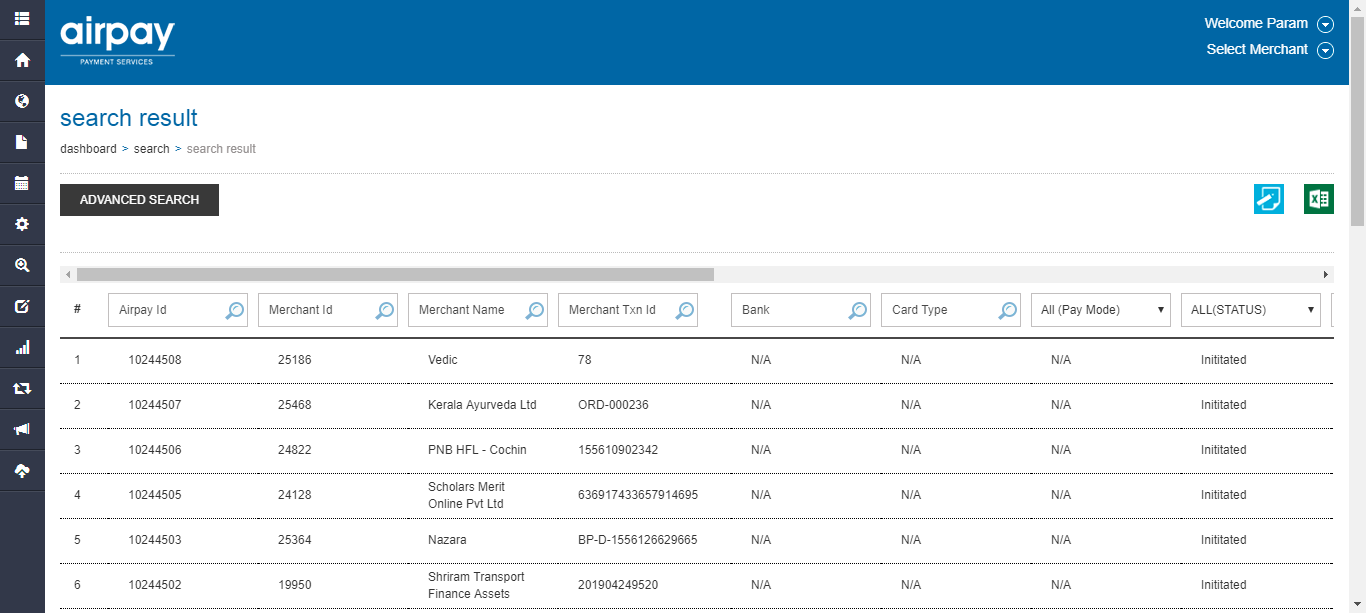 airpay
PAYMENT SERVICES
Welcome Param
Select Merchant
search result
dashboard > search > search result
ADVANCED SEARCH
# Airpay Id Merchant Id Merchant Name Merchant Txn Id Bank Card Type All (Pay Mode) ALL(STATUS)
1 10244508 25186 Vedic 78 N/A N/A N/A Inititated
2 10244507 25468 Kerala Ayurveda Ltd ORD-000236 N/A N/A N/A Inititated
3 10244506 24822 PNB HFL - Cochin 155610902342 N/A N/A N/A Inititated
4 10244505 24128 Scholars Merit Online Pvt Ltd 636917433657914695 N/A N/A N/A Inititated
5 10244503 25364 Nazara BP-D-1556126629665 N/A N/A N/A Inititated
6 10244502 19950 Shriram Transport Finance Assets 201904249520 N/A N/A N/A Inititated